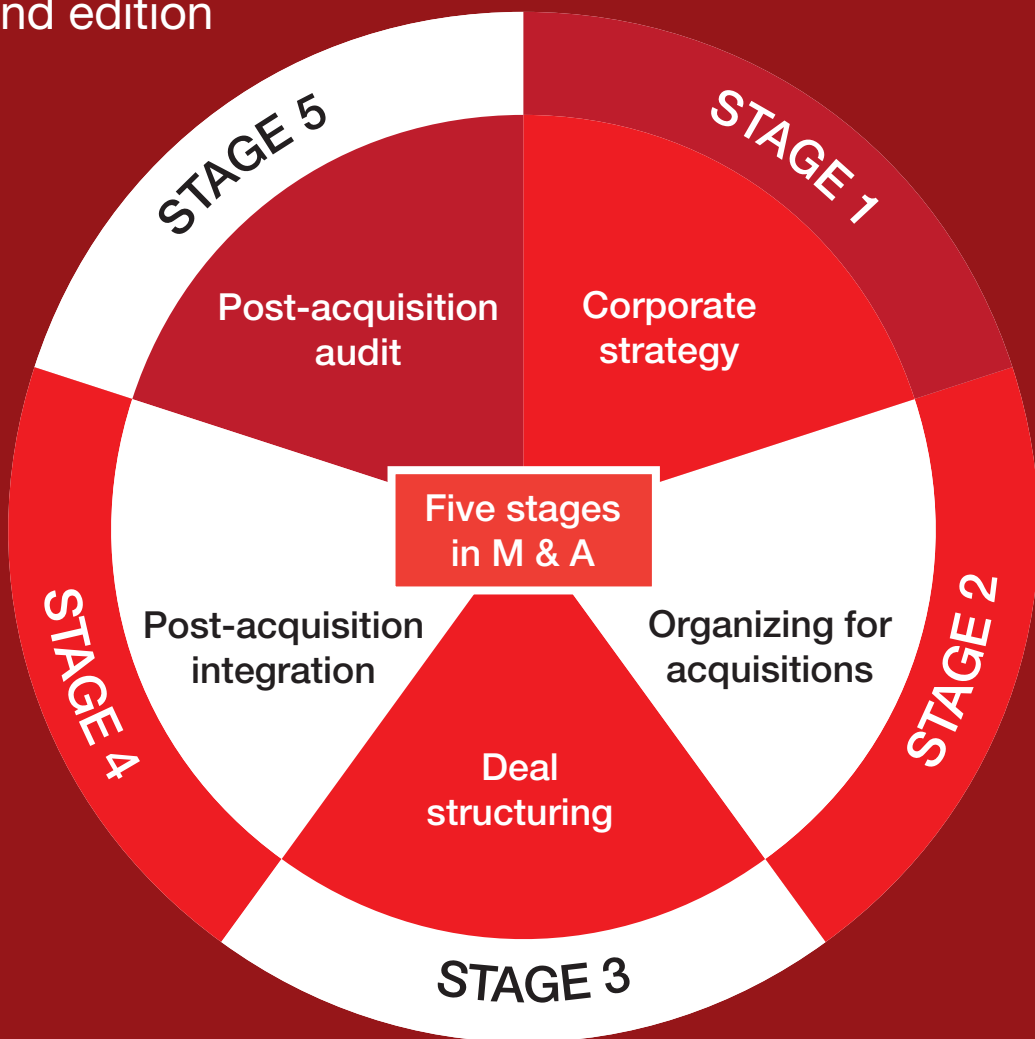 nd edition
STAGE 1
Corporate
strategy
STAGE 2
Organizing for
acquisitions
STAGE 3
Deal
structuring
STAGE 4
Post-acquisition
integration
STAGE 5
Post-acquisition
audit
Five stages
in M & A